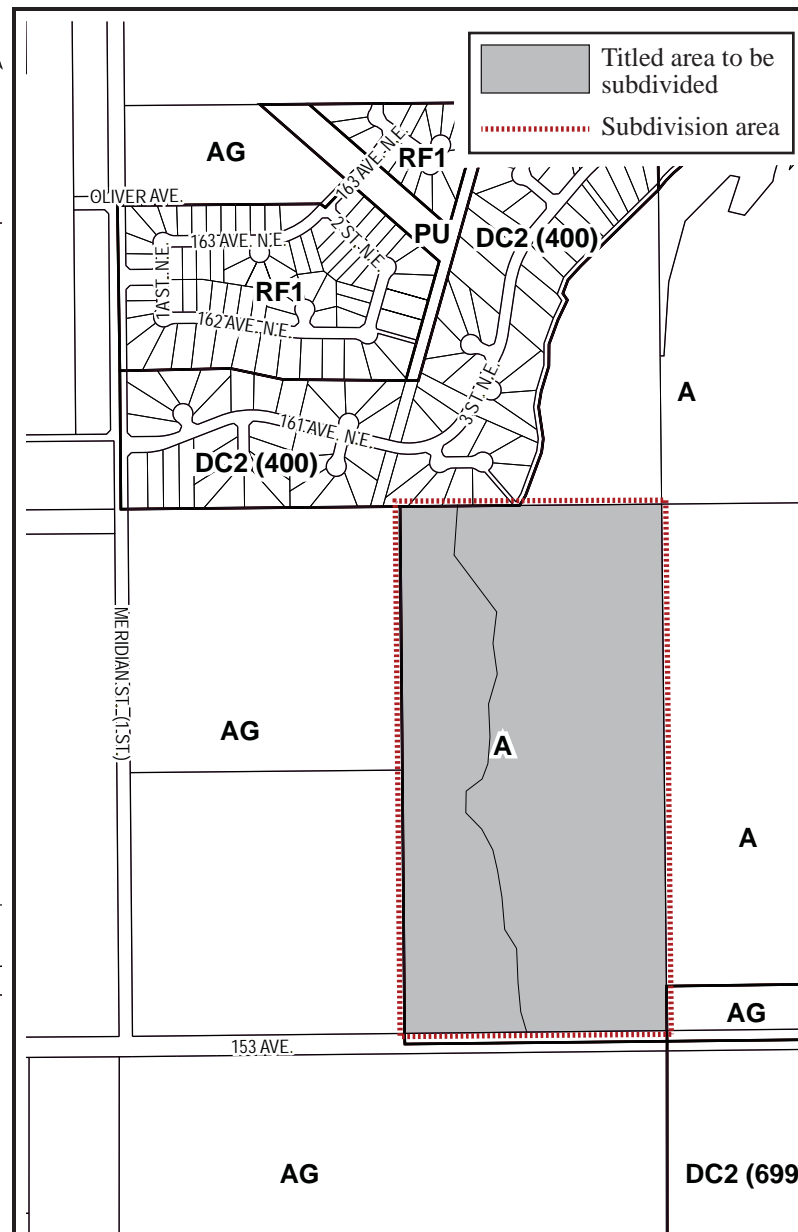 Titled area to be
subdivided
Subdivision area
AG
RF1
163 AVE. N.E.
OLIVER AVE.
PU
DC2 (400)
163 AVE. N.E.
2 ST. N.E.
1A ST. N.E.
RF1
162 AVE. N.E.
A
3 ST. N.E.
161 AVE. N.E.
DC2 (400)
MERIDIAN ST. (1 ST.)
AG
A
A
AG
153 AVE.
AG
DC2 (699